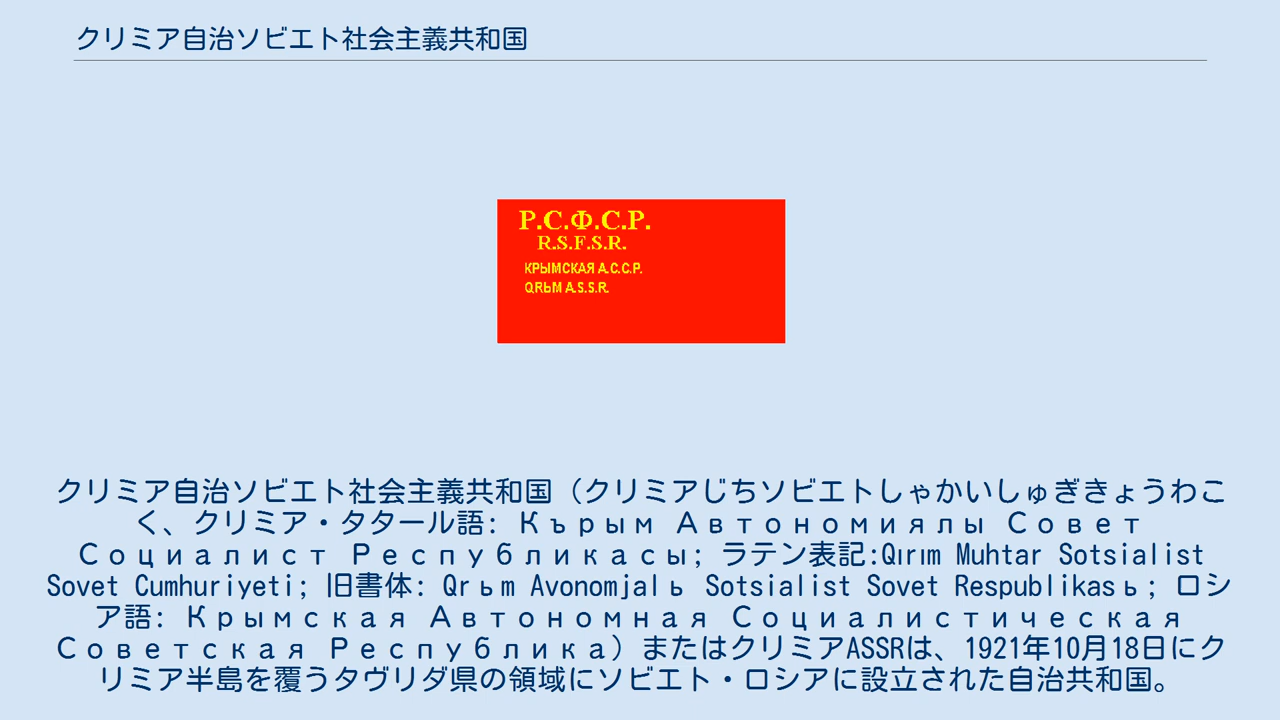 クリミア自治ソビエト社会主義共和国
Р.С.Ф.С.Р.
R.S.F.S.R.
КРЫМСКАЯ А.С.С.Р.
QRЬM A.S.S.R.
クリミア自治ソビエト社会主義共和国（クリミアじちソビエトしゃかいしゅぎきょうわこ
く、クリミア・タタール語: Кърым Автономиялы Совет
Социалист Республикасы; ラテン表記:Qırım Muhtar Sotsialist
Sovet Cumhuriyeti; 旧書体: Qrьm Avonomjalь Sotsialist Sovet Respublikasь; ロシ
ア語: Крымская Автономная Социалистическая
Советская Республика）またはクリミアASSRは、1921年10月18日にク
リミア半島を覆うタヴリダ県の領域にソビエト・ロシアに設立された自治共和国。